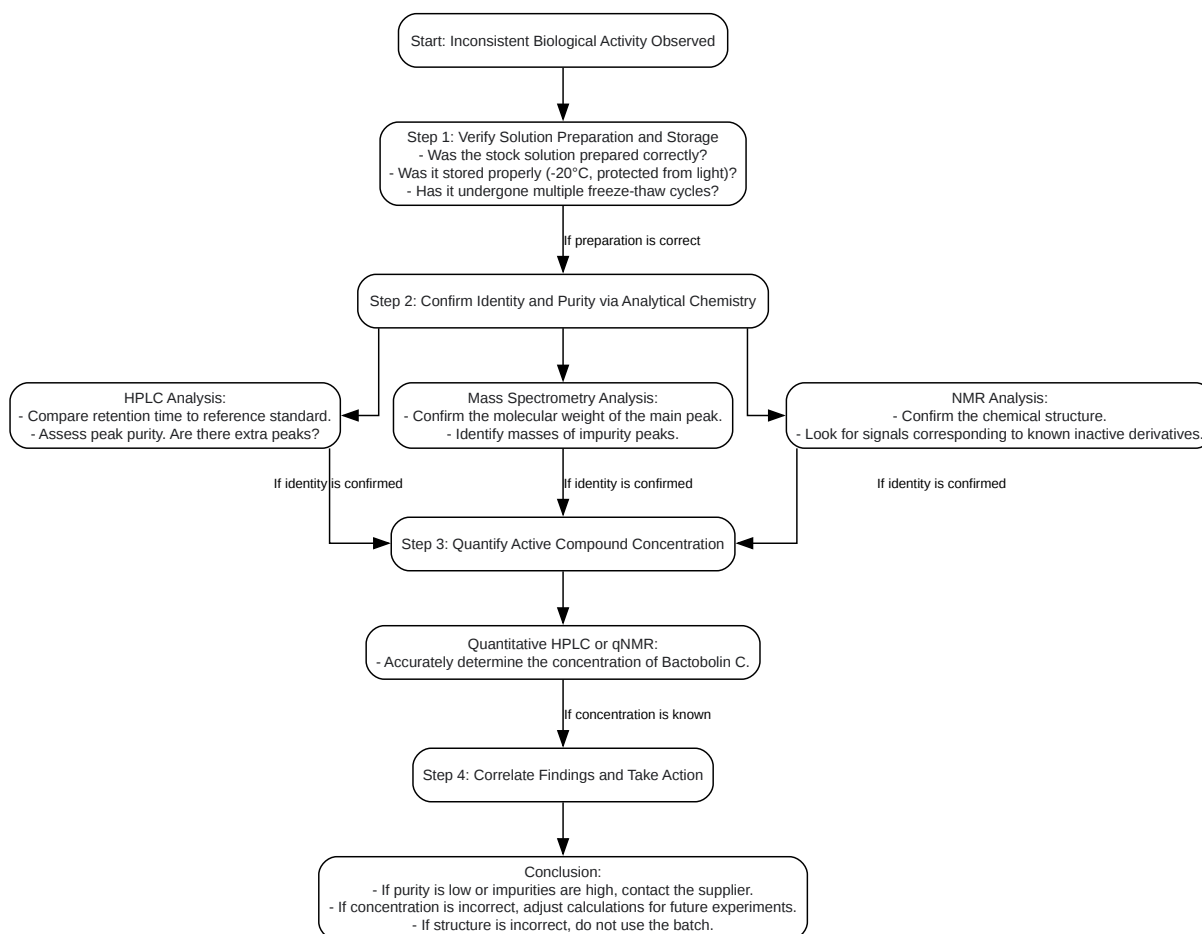 Start: Inconsistent Biological Activity Observed
Step 1: Verify Solution Preparation and Storage
- Was the stock solution prepared correctly?
- Was it stored properly (-20°C, protected from light)?
- Has it undergone multiple freeze-thaw cycles?
If preparation is correct
Step 2: Confirm Identity and Purity via Analytical Chemistry
HPLC Analysis:
- Compare retention time to reference standard.
- Assess peak purity. Are there extra peaks?
Mass Spectrometry Analysis:
- Confirm the molecular weight of the main peak.
- Identify masses of impurity peaks.
NMR Analysis:
- Confirm the chemical structure.
- Look for signals corresponding to known inactive derivatives.
If identity is confirmed
If identity is confirmed
If identity is confirmed
Step 3: Quantify Active Compound Concentration
Quantitative HPLC or qNMR:
- Accurately determine the concentration of Bactobolin C.
If concentration is known
Step 4: Correlate Findings and Take Action
Conclusion:
- If purity is low or impurities are high, contact the supplier.
- If concentration is incorrect, adjust calculations for future experiments.
- If structure is incorrect, do not use the batch.